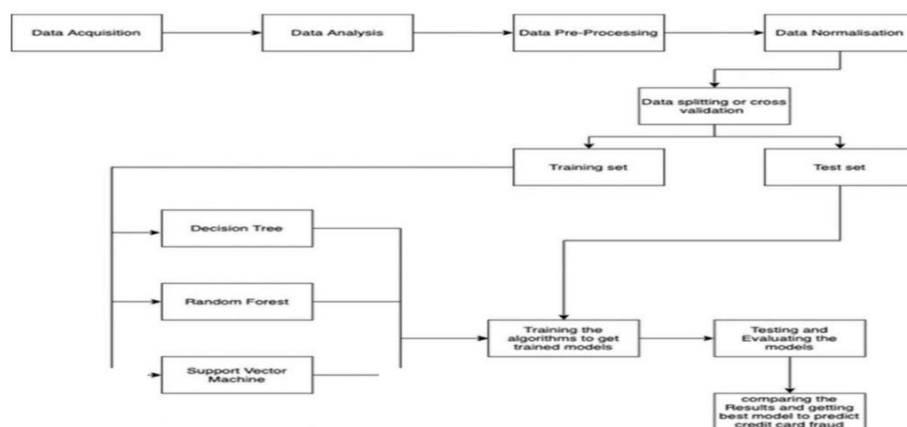 Data Acquisition
Data Analysis
Data Pre-Processing
Data Normalisation
Data splitting or cross
validation
Training set
Test set
Decision Tree
Random Forest
Support Vector
Machine
Training the
algorithms to get
trained models
Testing and
Evaluating the
models
comparing the
Results and getting
best model to predict
credit card fraud